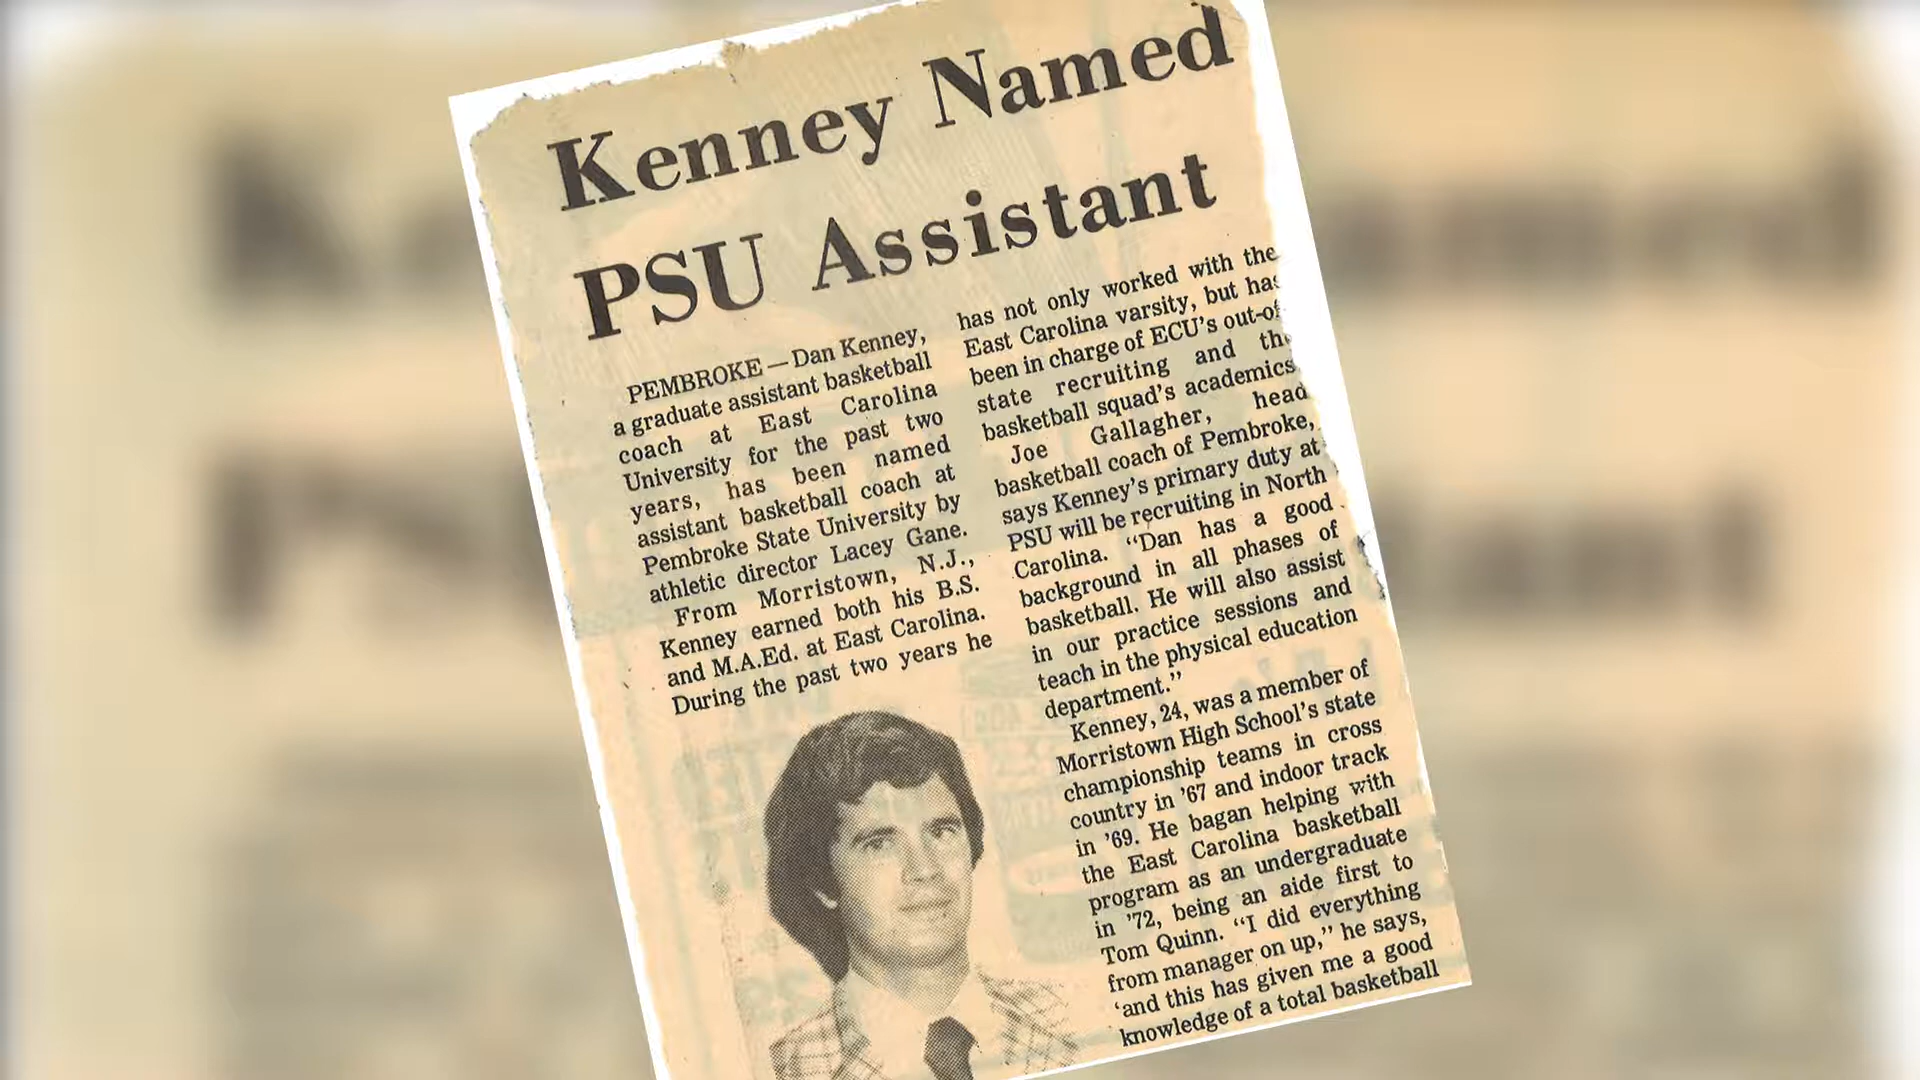 Kenney Named
PSU Assistant
PEMBROKE — Dan Kenney,
a graduate assistant basketball
coach at East Carolina
University for the past two
years, has been named
assistant basketball coach at
Pembroke State University by
athletic director Lacey Gane.
From Morristown, N.J.,
Kenney earned both his B.S.
and M.A.Ed. at East Carolina.
During the past two years he
has not only worked with the
East Carolina varsity, but has
been in charge of ECU's out-of
state recruiting and the
basketball squad's academics
Joe Gallagher, head
basketball coach of Pembroke,
says Kenney's primary duty at
PSU will be recruiting in North
Carolina. "Dan has a good
background in all phases of
basketball. He will also assist
in our practice sessions and
teach in the physical education
department."
Kenney, 24, was a member of
Morristown High School's state
championship teams in cross
country in '67 and indoor track
in '69. He bagan helping with
the East Carolina basketball
program as an undergraduate
in '72, being an aide first to
Tom Quinn. "I did everything
from manager on up," he says,
'and this has given me a good
knowledge of a total basketball